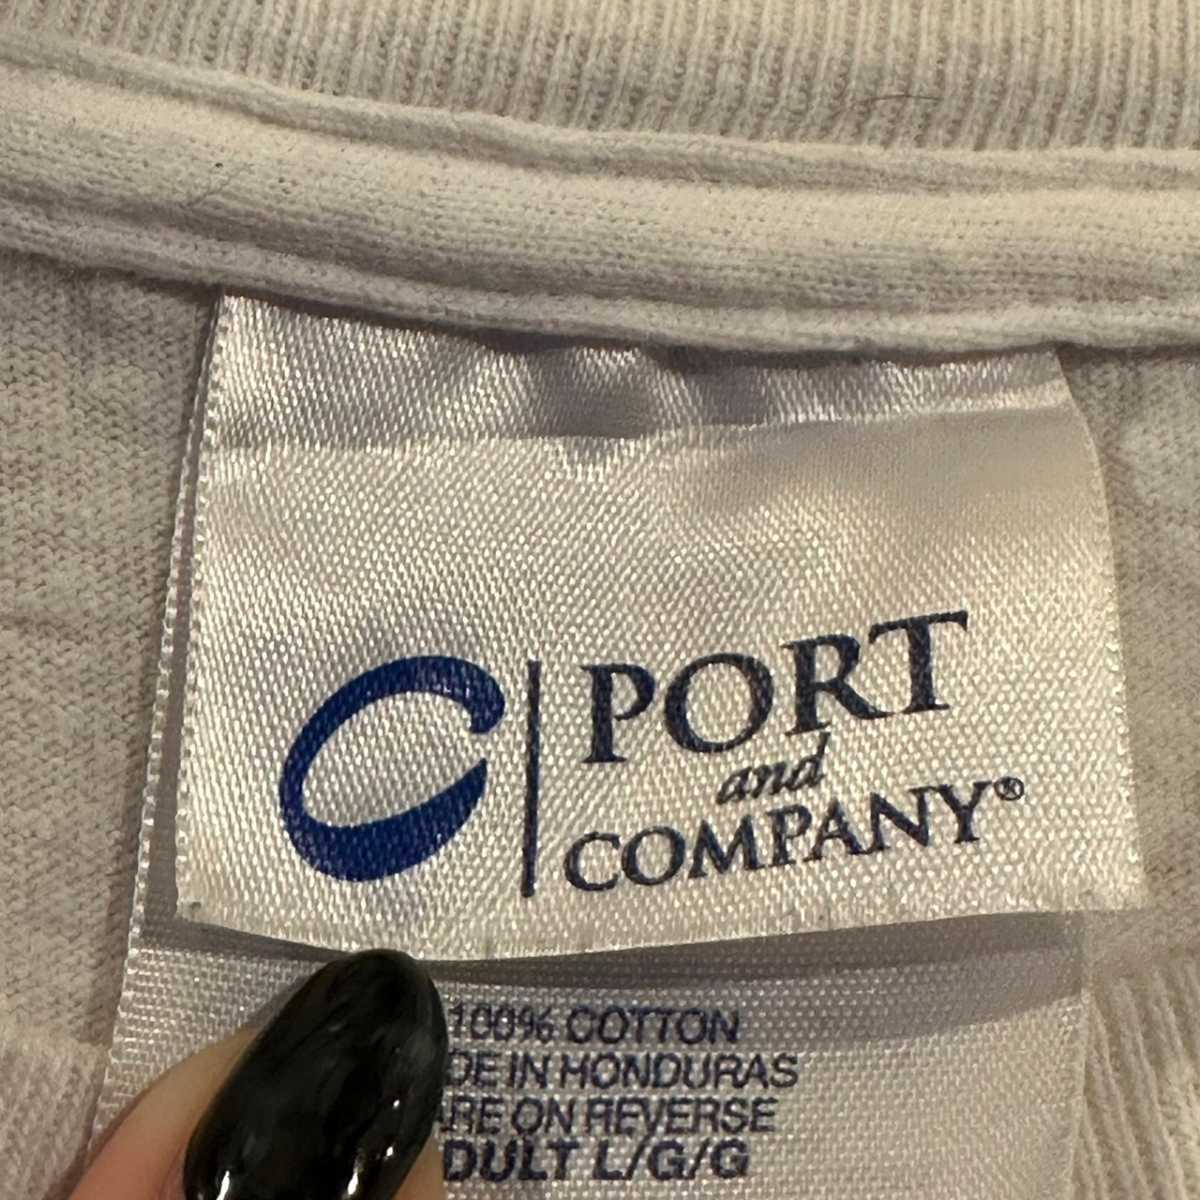 PORT
and
COMPANY®
100% COTTON
DE IN HONDURAS
ARE ON REVERSE
DULT L/G/G